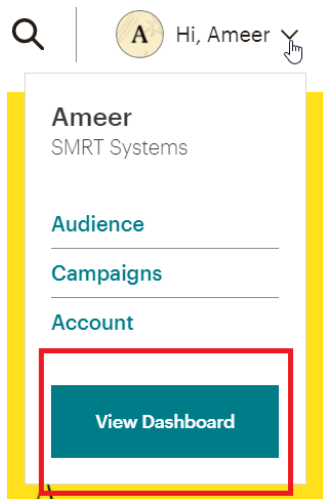 A Hi, Ameer
Ameer
SMRT Systems
Audience
Campaigns
Account
View Dashboard